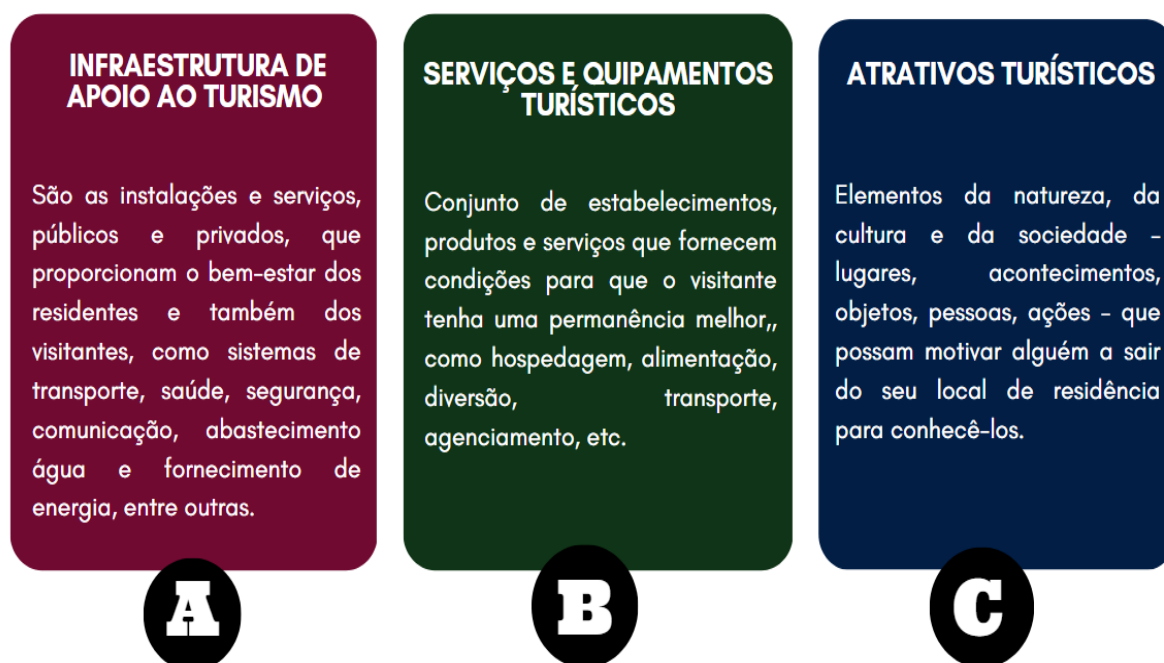 INFRAESTRUTURA DE
APOIO AO TURISMO
São as instalações e serviços,
públicos e privados, que
proporcionam o bem-estar dos
residentes e também dos
visitantes, como sistemas de
transporte, saúde, segurança,
comunicação, abastecimento
água e fornecimento de
energia, entre outras.
A
SERVIÇOS E QUIPAMENTOS
TURÍSTICOS
Conjunto de estabelecimentos,
produtos e serviços que fornecem
condições para que o visitante
tenha uma permanência melhor,,
como hospedagem, alimentação,
diversão, transporte,
agenciamento, etc.
B
ATRATIVOS TURÍSTICOS
Elementos da natureza, da
cultura e da sociedade -
lugares, acontecimentos,
objetos, pessoas, ações - que
possam motivar alguém a sair
do seu local de residência
para conhecê-los.
C